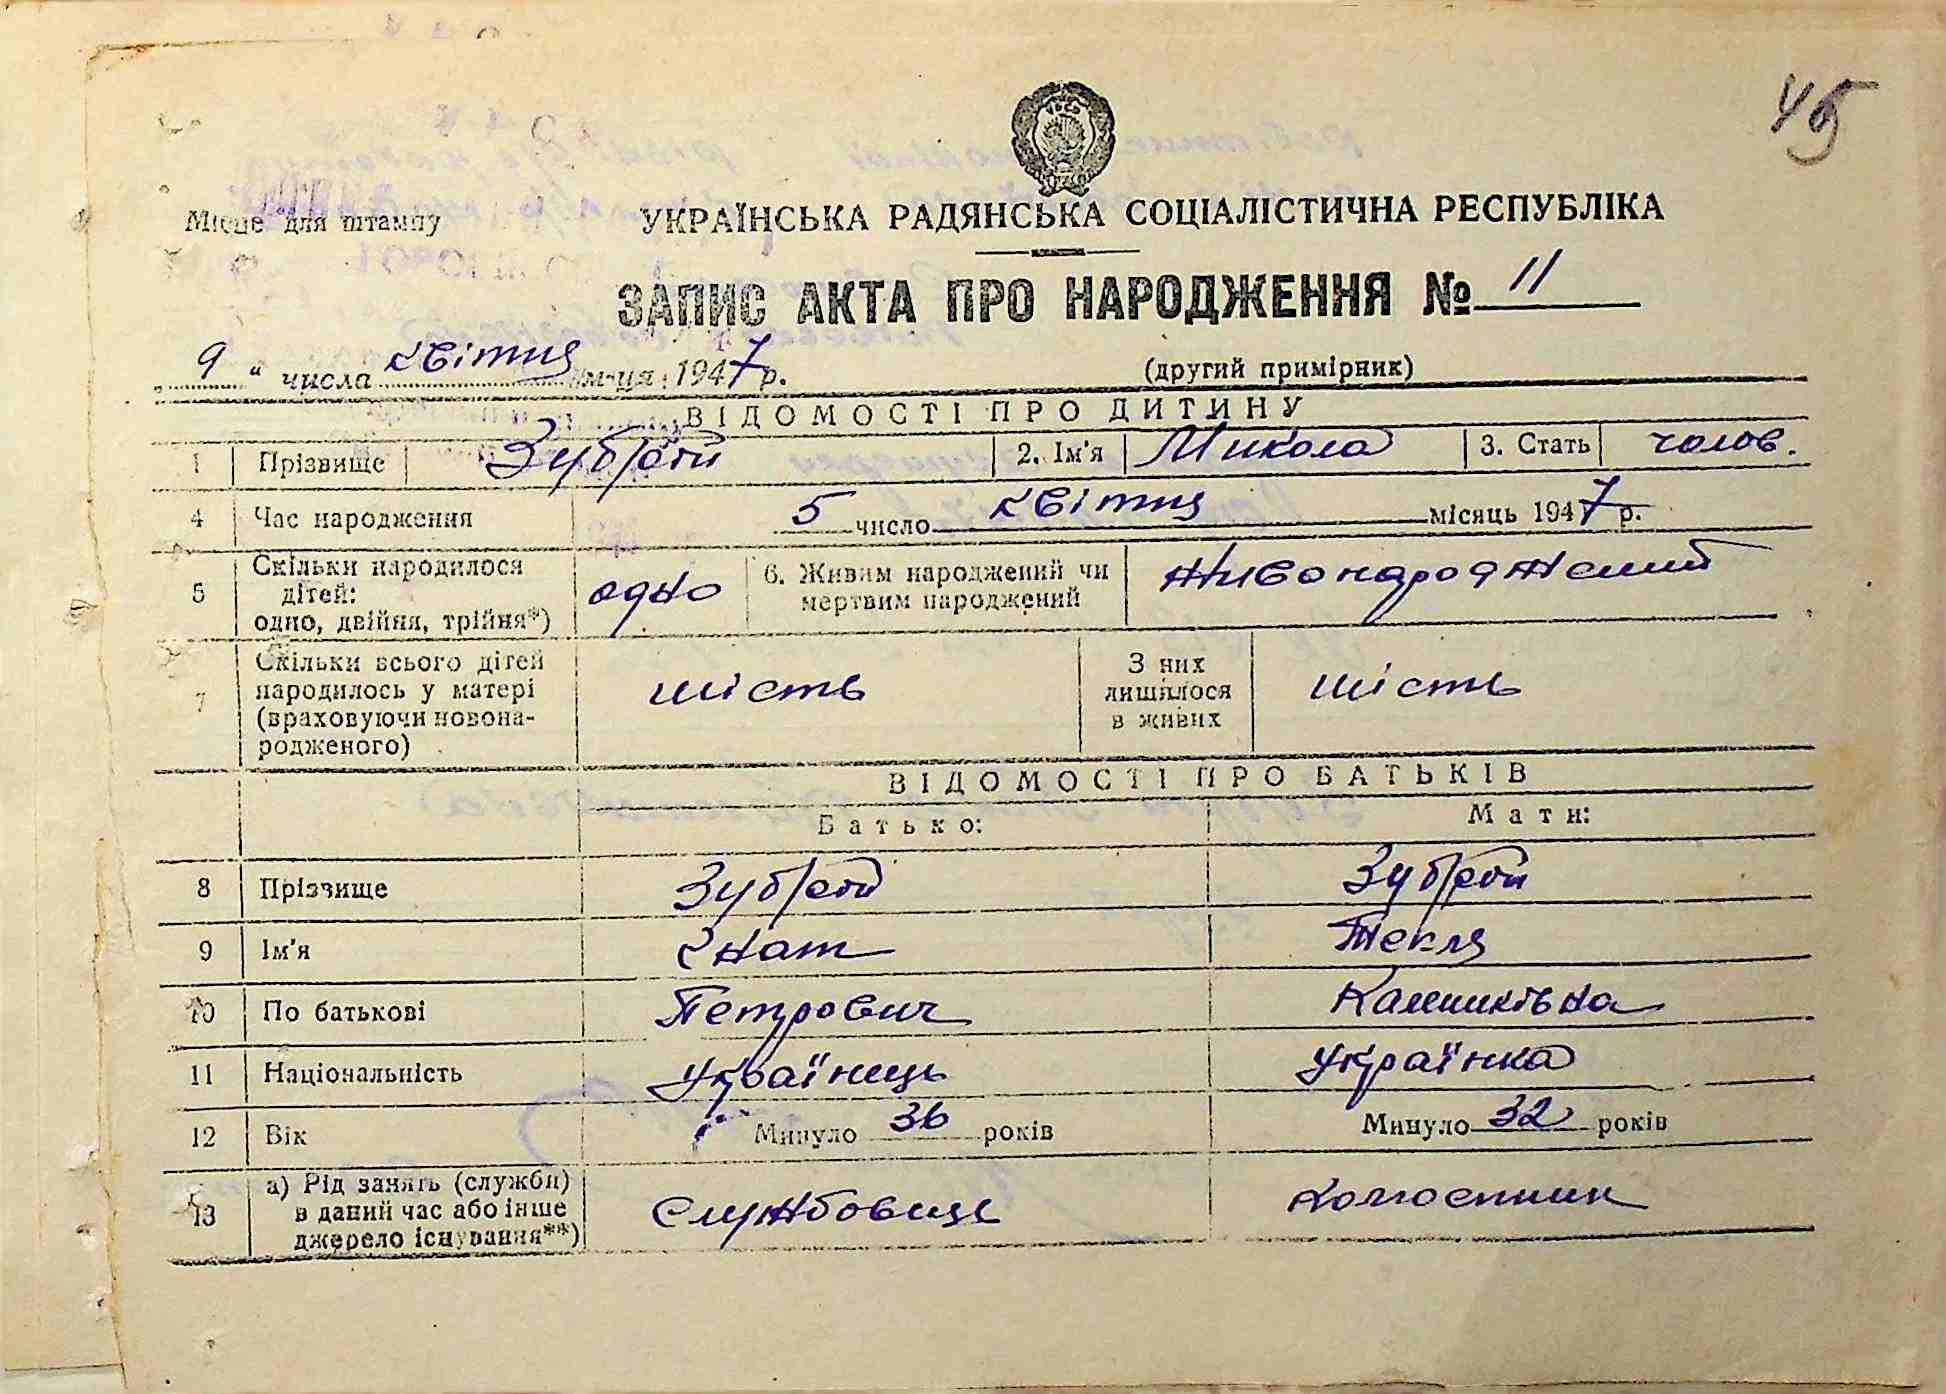 45
Місце для штампу
УКРАЇНСЬКА РАДЯНСЬКА СОЦІАЛІСТИЧНА РЕСПУБЛІКА
ЗАПИС АКТА ПРО НАРОДЖЕННЯ № 11
„ 9 “ числа квітня м-ця 1947 р. (другий примірник)
ВІДОМОСТІ ПРО ДИТИНУ
1 Прізвище 2. Ім'я Микола 3. Стать чолов.
4 Час народження 5 число квітня місяць 1947 р.
5 Скільки народилося дітей: одно, двійня, трійня*) одно 6. Живим народжений чи мертвим народжений живонароджений
7 Скільки всього дітей народилось у матері (враховуючи новонародженого) шість З них лишилося в живих шість
ВІДОМОСТІ ПРО БАТЬКІВ
Батько: Мати:
8 Прізвище
9 Ім'я Гнат Текля
10 По батькові Петрович
11 Національність Українець Українка
12 Вік Минуло 36 років Минуло 32 років
13 а) Рід занять (служби) в даний час або інше джерело існування**) службовець колгоспник